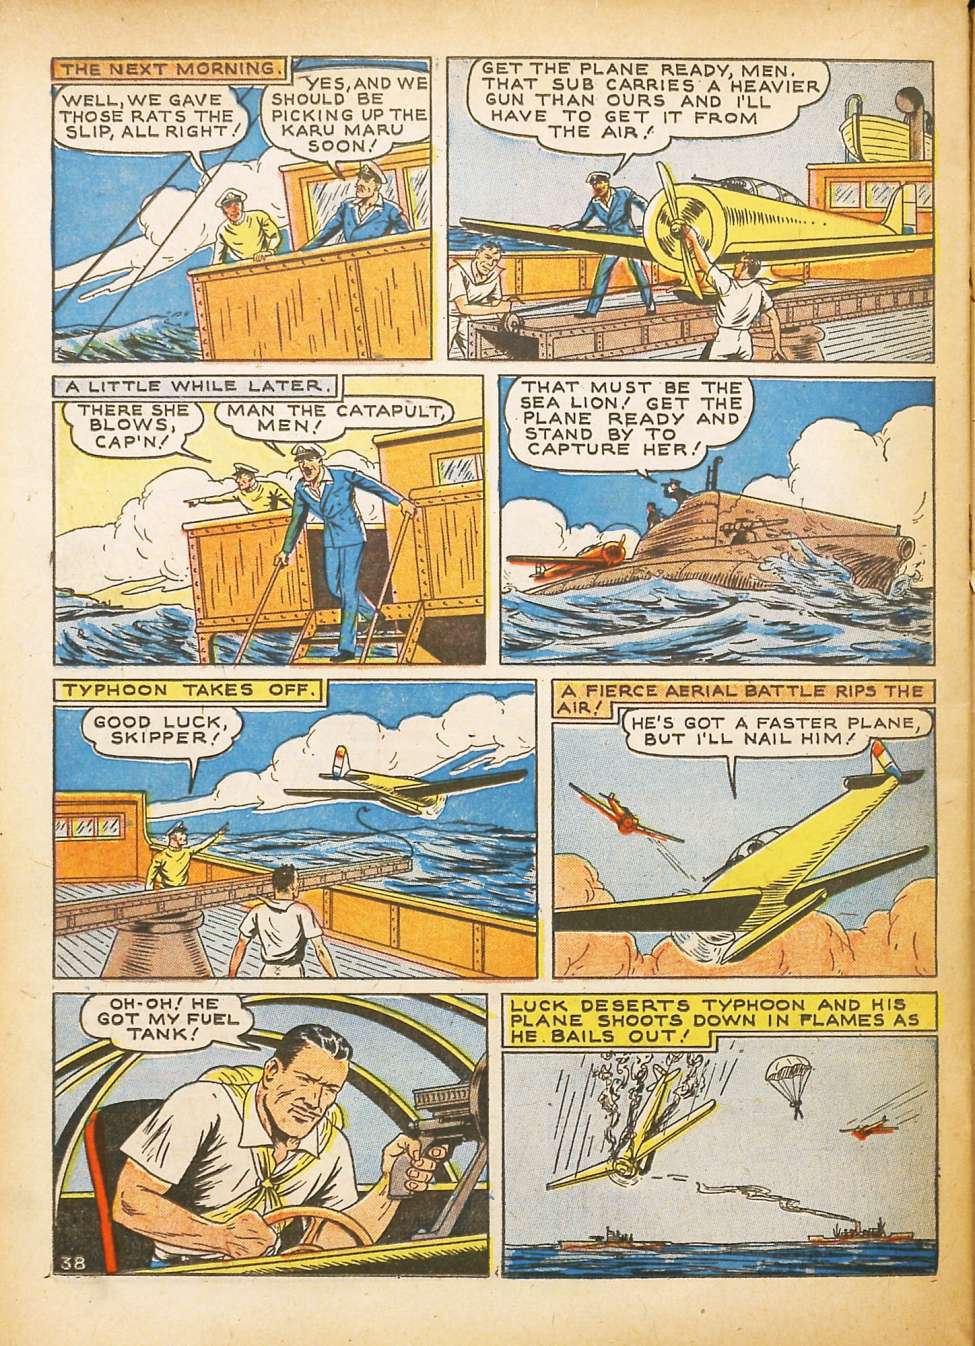 THE NEXT MORNING.
WELL, WE GAVE
THOSE RATS THE
SLIP, ALL RIGHT!
YES, AND WE
SHOULD BE
PICKING UP THE
KARU MARU
SOON!
GET THE PLANE READY, MEN.
THAT SUB CARRIES A HEAVIER
GUN THAN OURS AND I'LL
HAVE TO GET IT FROM
THE AIR!
A LITTLE WHILE LATER.
THERE SHE
BLOWS,
CAP'N!
MAN THE CATAPULT,
MEN!
THAT MUST BE THE
SEA LION! GET THE
PLANE READY AND
STAND BY TO
CAPTURE HER!
TYPHOON TAKES OFF.
GOOD LUCK,
SKIPPER!
A FIERCE AERIAL BATTLE RIPS THE
AIR!
HE'S GOT A FASTER PLANE,
BUT I'LL NAIL HIM!
OH-OH! HE
GOT MY FUEL
TANK!
38
LUCK DESERTS TYPHOON AND HIS
PLANE SHOOTS DOWN IN FLAMES AS
HE BAILS OUT!